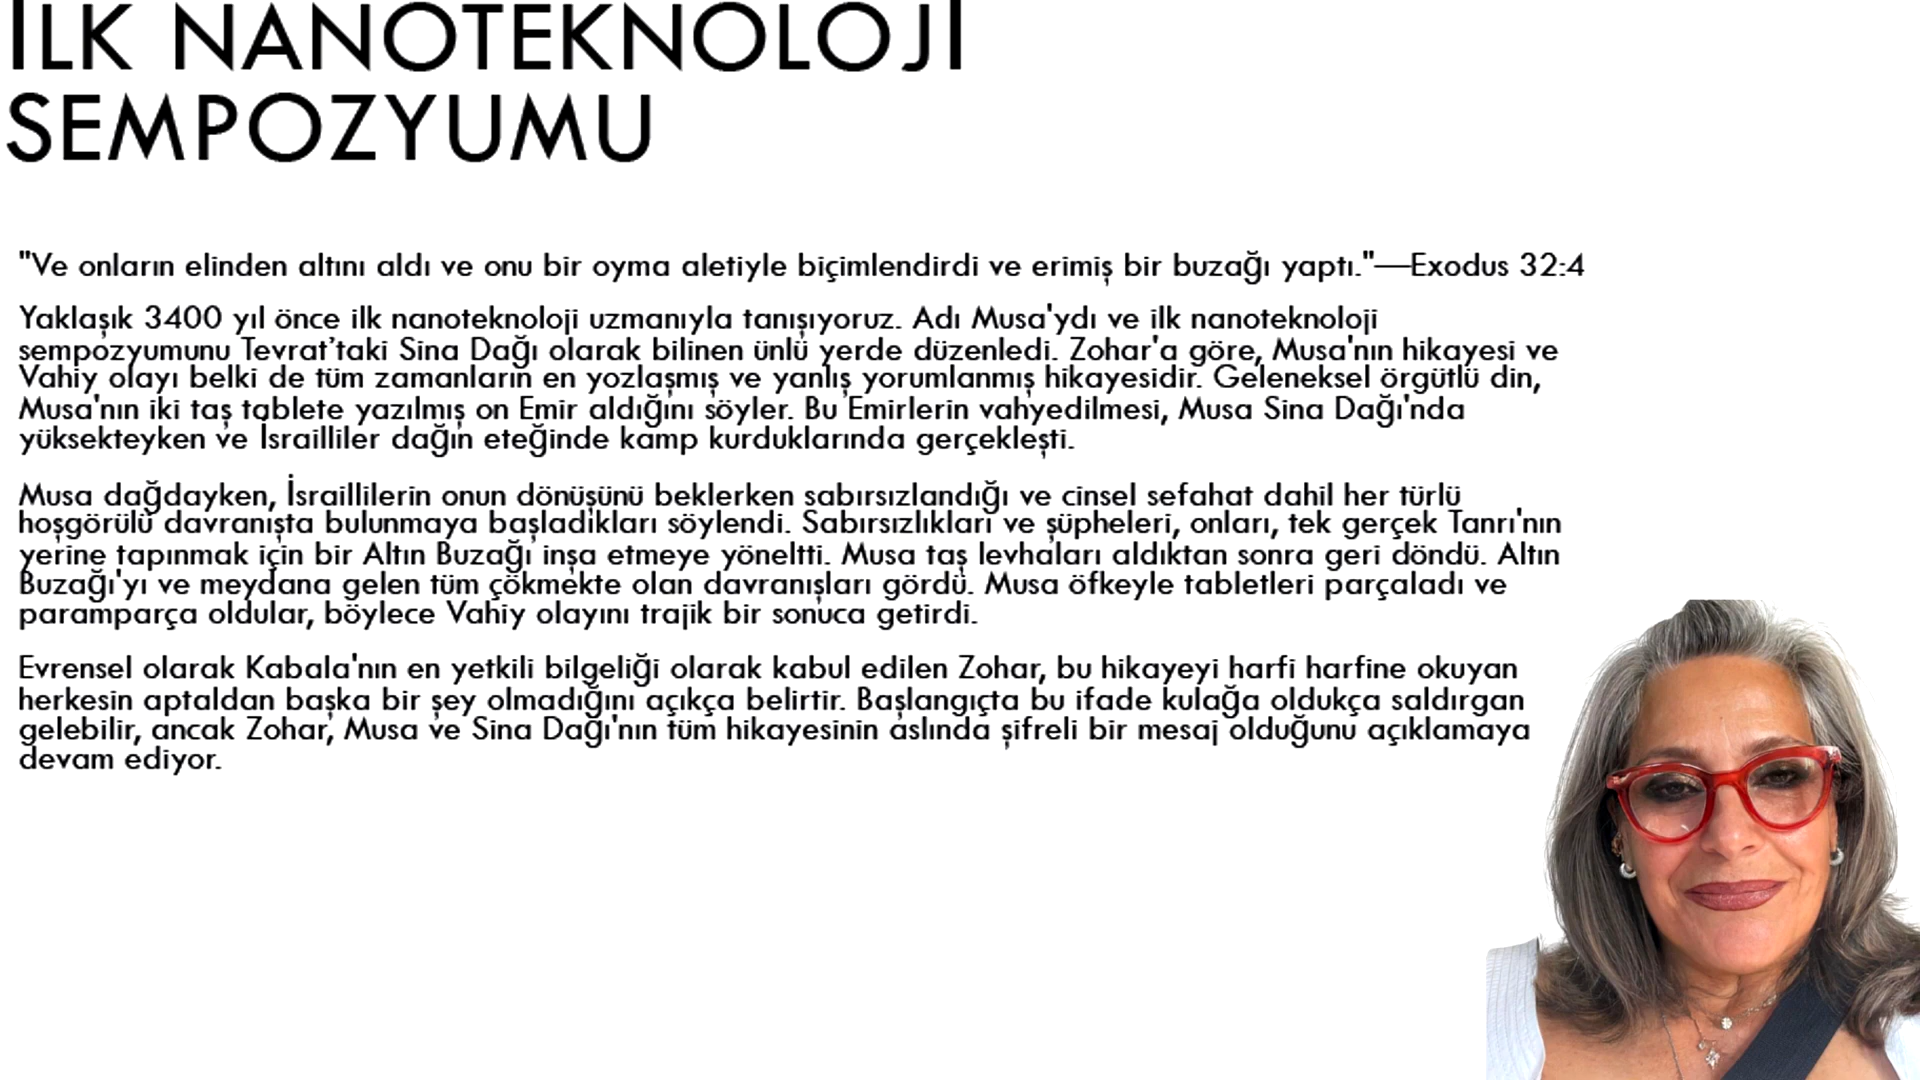 İLK NANOTEKNOLOJİ
SEMPOZYUMU
"Ve onların elinden altını aldı ve onu bir oyma aletiyle biçimlendirdi ve erimiş bir buzağı yaptı."—Exodus 32:4
Yaklaşık 3400 yıl önce ilk nanoteknoloji uzmanıyla tanışıyoruz. Adı Musa'ydı ve ilk nanoteknoloji
sempozyumunu Tevrat’taki Sina Dağı olarak bilinen ünlü yerde düzenledi. Zohar'a göre, Musa'nın hikayesi ve
Vahiy olayı belki de tüm zamanların en yozlaşmış ve yanlış yorumlanmış hikayesidir. Geleneksel örgütlü din,
Musa'nın iki taş tablete yazılmış on Emir aldığını söyler. Bu Emirlerin vahyedilmesi, Musa Sina Dağı'nda
yüksekteyken ve İsrailliler dağın eteğinde kamp kurduklarında gerçekleşti.
Musa dağdayken, İsraillilerin onun dönüşünü beklerken sabırsızlandığı ve cinsel sefahat dahil her türlü
hoşgörülü davranışta bulunmaya başladıkları söylendi. Sabırsızlıkları ve şüpheleri, onları, tek gerçek Tanrı'nın
yerine tapınmak için bir Altın Buzağı inşa etmeye yöneltti. Musa taş levhaları aldıktan sonra geri döndü. Altın
Buzağı'yı ve meydana gelen tüm çökmekte olan davranışları gördü. Musa öfkeyle tabletleri parçaladı ve
paramparça oldular, böylece Vahiy olayını trajik bir sonuca getirdi.
Evrensel olarak Kabala'nın en yetkili bilgeliği olarak kabul edilen Zohar, bu hikayeyi harfi harfine okuyan
herkesin aptaldan başka bir şey olmadığını açıkça belirtir. Başlangıçta bu ifade kulağa oldukça saldırgan
gelebilir, ancak Zohar, Musa ve Sina Dağı'nın tüm hikayesinin aslında şifreli bir mesaj olduğunu açıklamaya
devam ediyor.